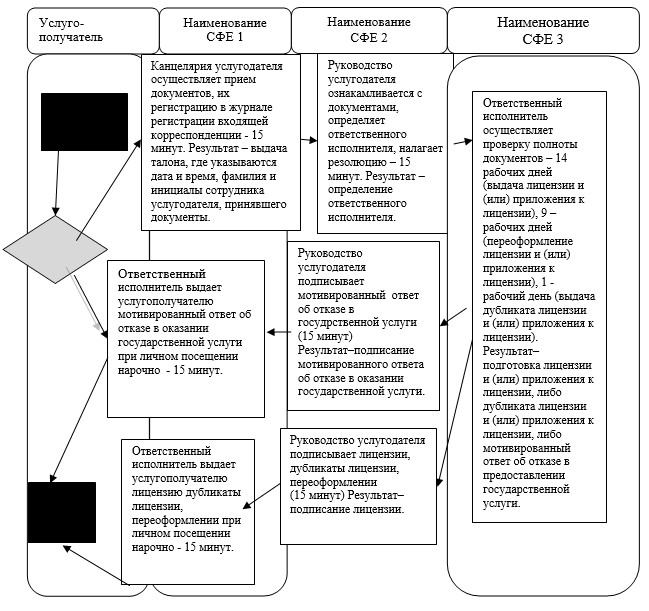 Услуго-
получатель
Наименование
СФЕ 1
Наименование
СФЕ 2
Наименование
СФЕ 3
Канцелярия услугодателя
осуществляет прием
документов, их
регистрацию в журнале
регистрации входящей
корреспонденции - 15
минут. Результат – выдача
талона, где указываются
дата и время, фамилия и
инициалы сотрудника
услугодателя, принявшего
документы.
Руководство
услугодателя
ознакамливается с
документами,
определяет
ответственного
исполнителя, налагает
резолюцию – 15
минут. Результат –
определение
ответственного
исполнителя.
Ответственный
исполнитель
осуществляет
проверку полноты
документов – 14
рабочих дней
(выдача лицензии и
(или) приложения к
лицензии), 9 –
рабочих дней
(переоформление
лицензии и (или)
приложения к
лицензии), 1 -
рабочий день (выдача
дубликата лицензии
и (или) приложения к
лицензии).
Результат–
подготовка лицензии
и (или) приложения к
лицензии, либо
дубликата лицензии
и (или) приложения к
лицензии, либо
мотивированный
ответ об отказе в
предоставлении
государственной
услуги.
Руководство
услугодателя
подписывает
мотивированный ответ
об отказе в
госудрственной услуги
(15 минут)
Результат–подписание
мотивированного ответа
об отказе в оказании
государственной услуги.
Ответственный
исполнитель выдает
услугополучателю
мотивированный ответ об
отказе в оказании
государственной услуги
при личном посещении
нарочно - 15 минут.
Руководство услугодателя
подписывает лицензии,
дубликаты лицензии,
переоформлении
(15 минут) Результат–
подписание лицензии.
Ответственный
исполнитель выдает
услугополучателю
лицензию дубликаты
лицензии,
переоформлении при
личном посещении
нарочно - 15 минут.